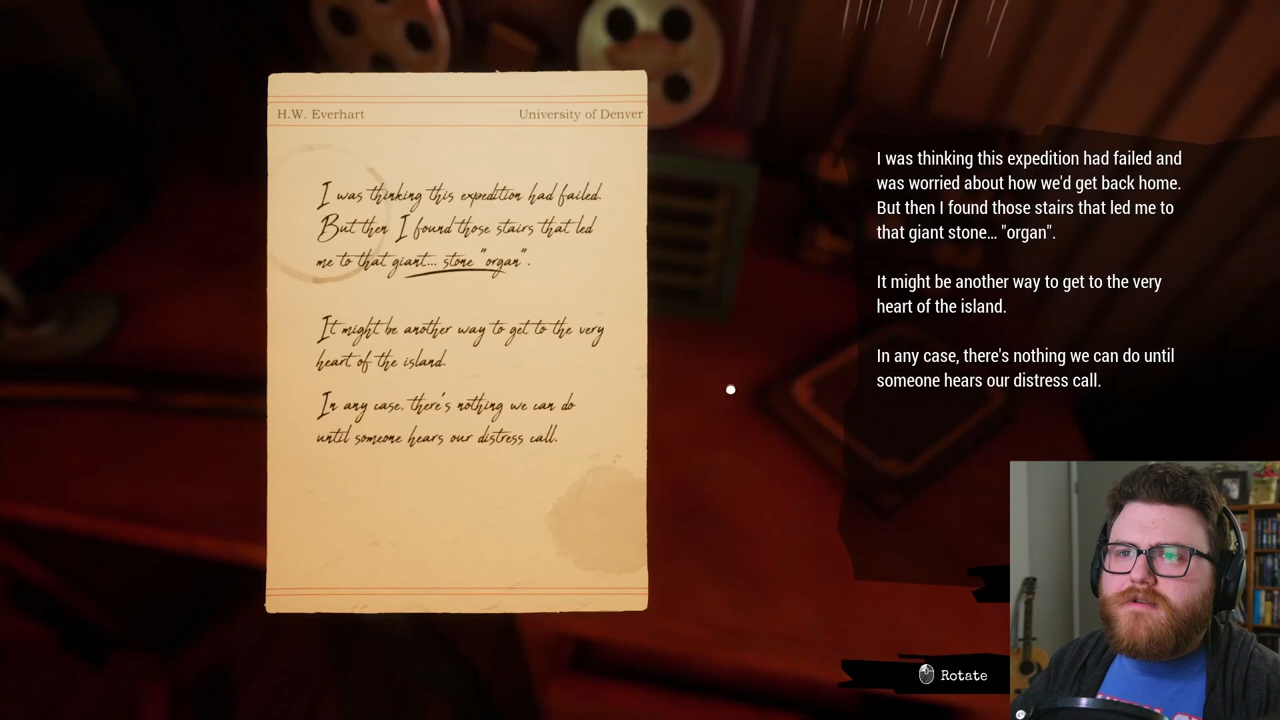 H.W. Everhart University of Denver
I was thinking this expedition had failed.
But then I found those stairs that led
me to that giant... stone "organ".
It might be another way to get to the very
heart of the island.
In any case, there's nothing we can do
until someone hears our distress call.
I was thinking this expedition had failed and
was worried about how we'd get back home.
But then I found those stairs that led me to
that giant stone... "organ".
It might be another way to get to the very
heart of the island.
In any case, there's nothing we can do until
someone hears our distress call.
Rotate